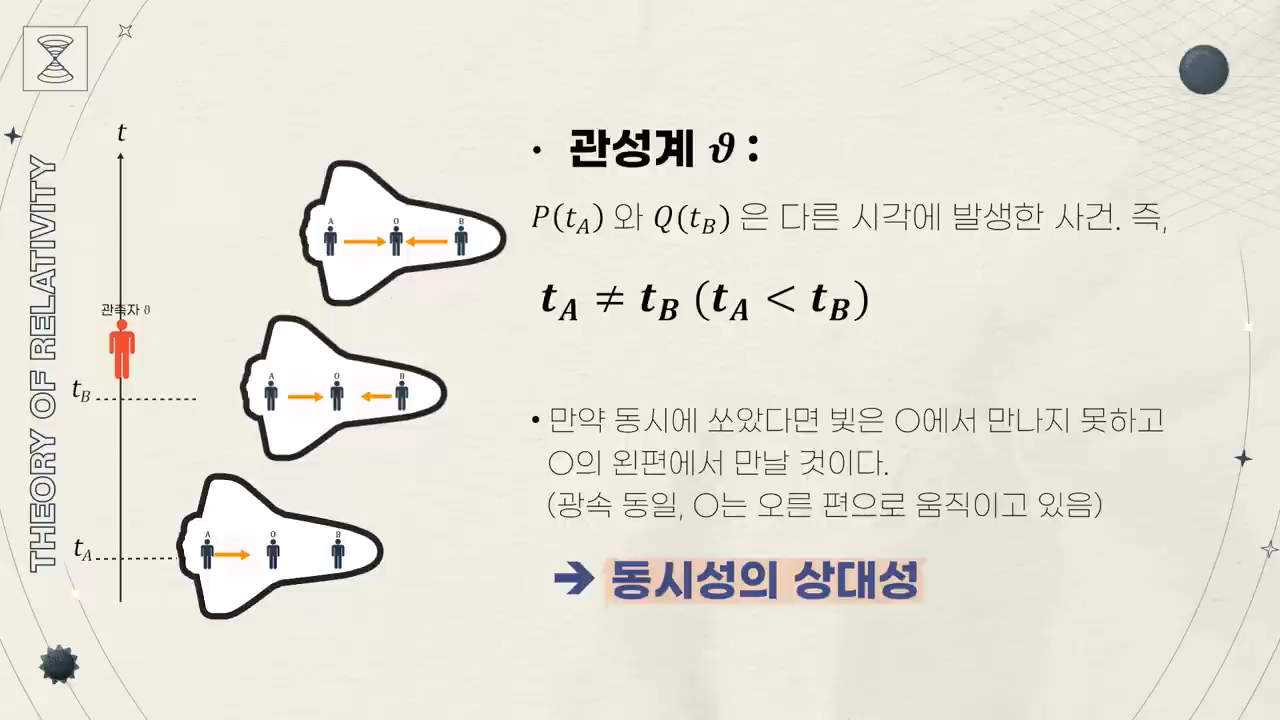 THEORY OF RELATIVITY
t
관측자 ϑ
t_B
t_A
A O B
A O B
A O B
· 관성계 ϑ :
P(t_A) 와 Q(t_B) 은 다른 시각에 발생한 사건. 즉,
t_A ≠ t_B (t_A < t_B)
• 만약 동시에 쏘았다면 빛은 O에서 만나지 못하고
O의 왼편에서 만날 것이다.
(광속 동일, O는 오른 편으로 움직이고 있음)
→ 동시성의 상대성